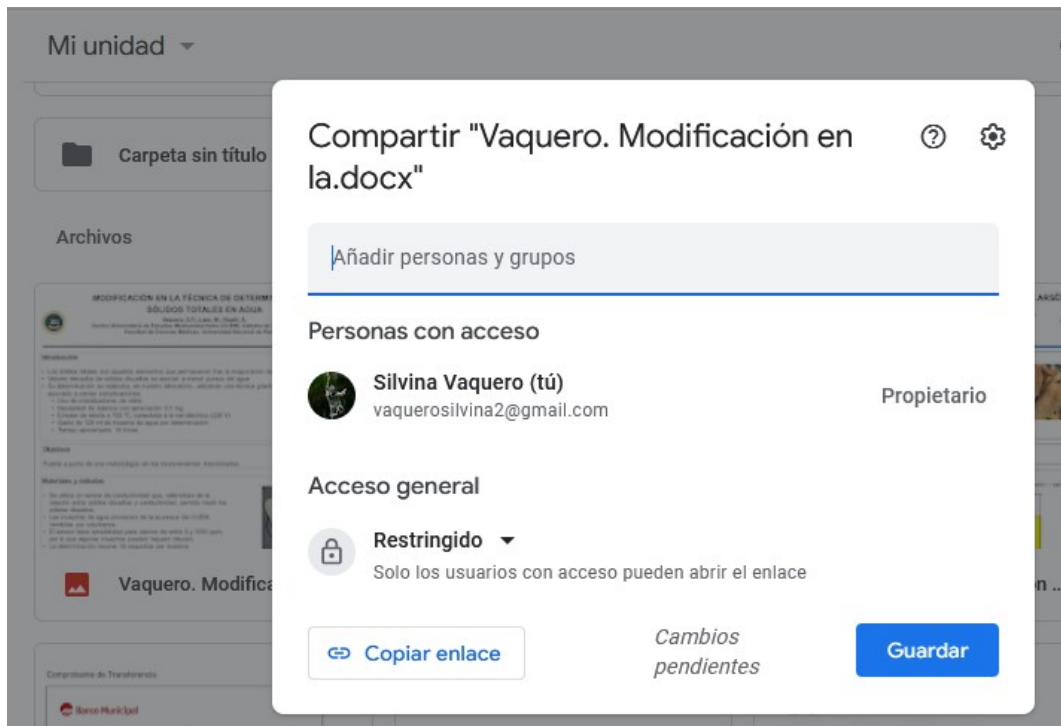 Mi unidad
Carpeta sin título
Archivos
MODIFICACIÓN EN LA TÉCNICA DE DETERM
SÓLIDOS TOTALES EN AGUA
Introducción
Objetivos
Materiales y métodos
Vaquero. Modifica
Comprobante de Transferencia
Banco Municipal
Compartir "Vaquero. Modificación en
la.docx"
Añadir personas y grupos
Personas con acceso
Silvina Vaquero (tú)
vaquerosilvina2@gmail.com
Propietario
Acceso general
Restringido
Solo los usuarios con acceso pueden abrir el enlace
Copiar enlace
Cambios
pendientes
Guardar